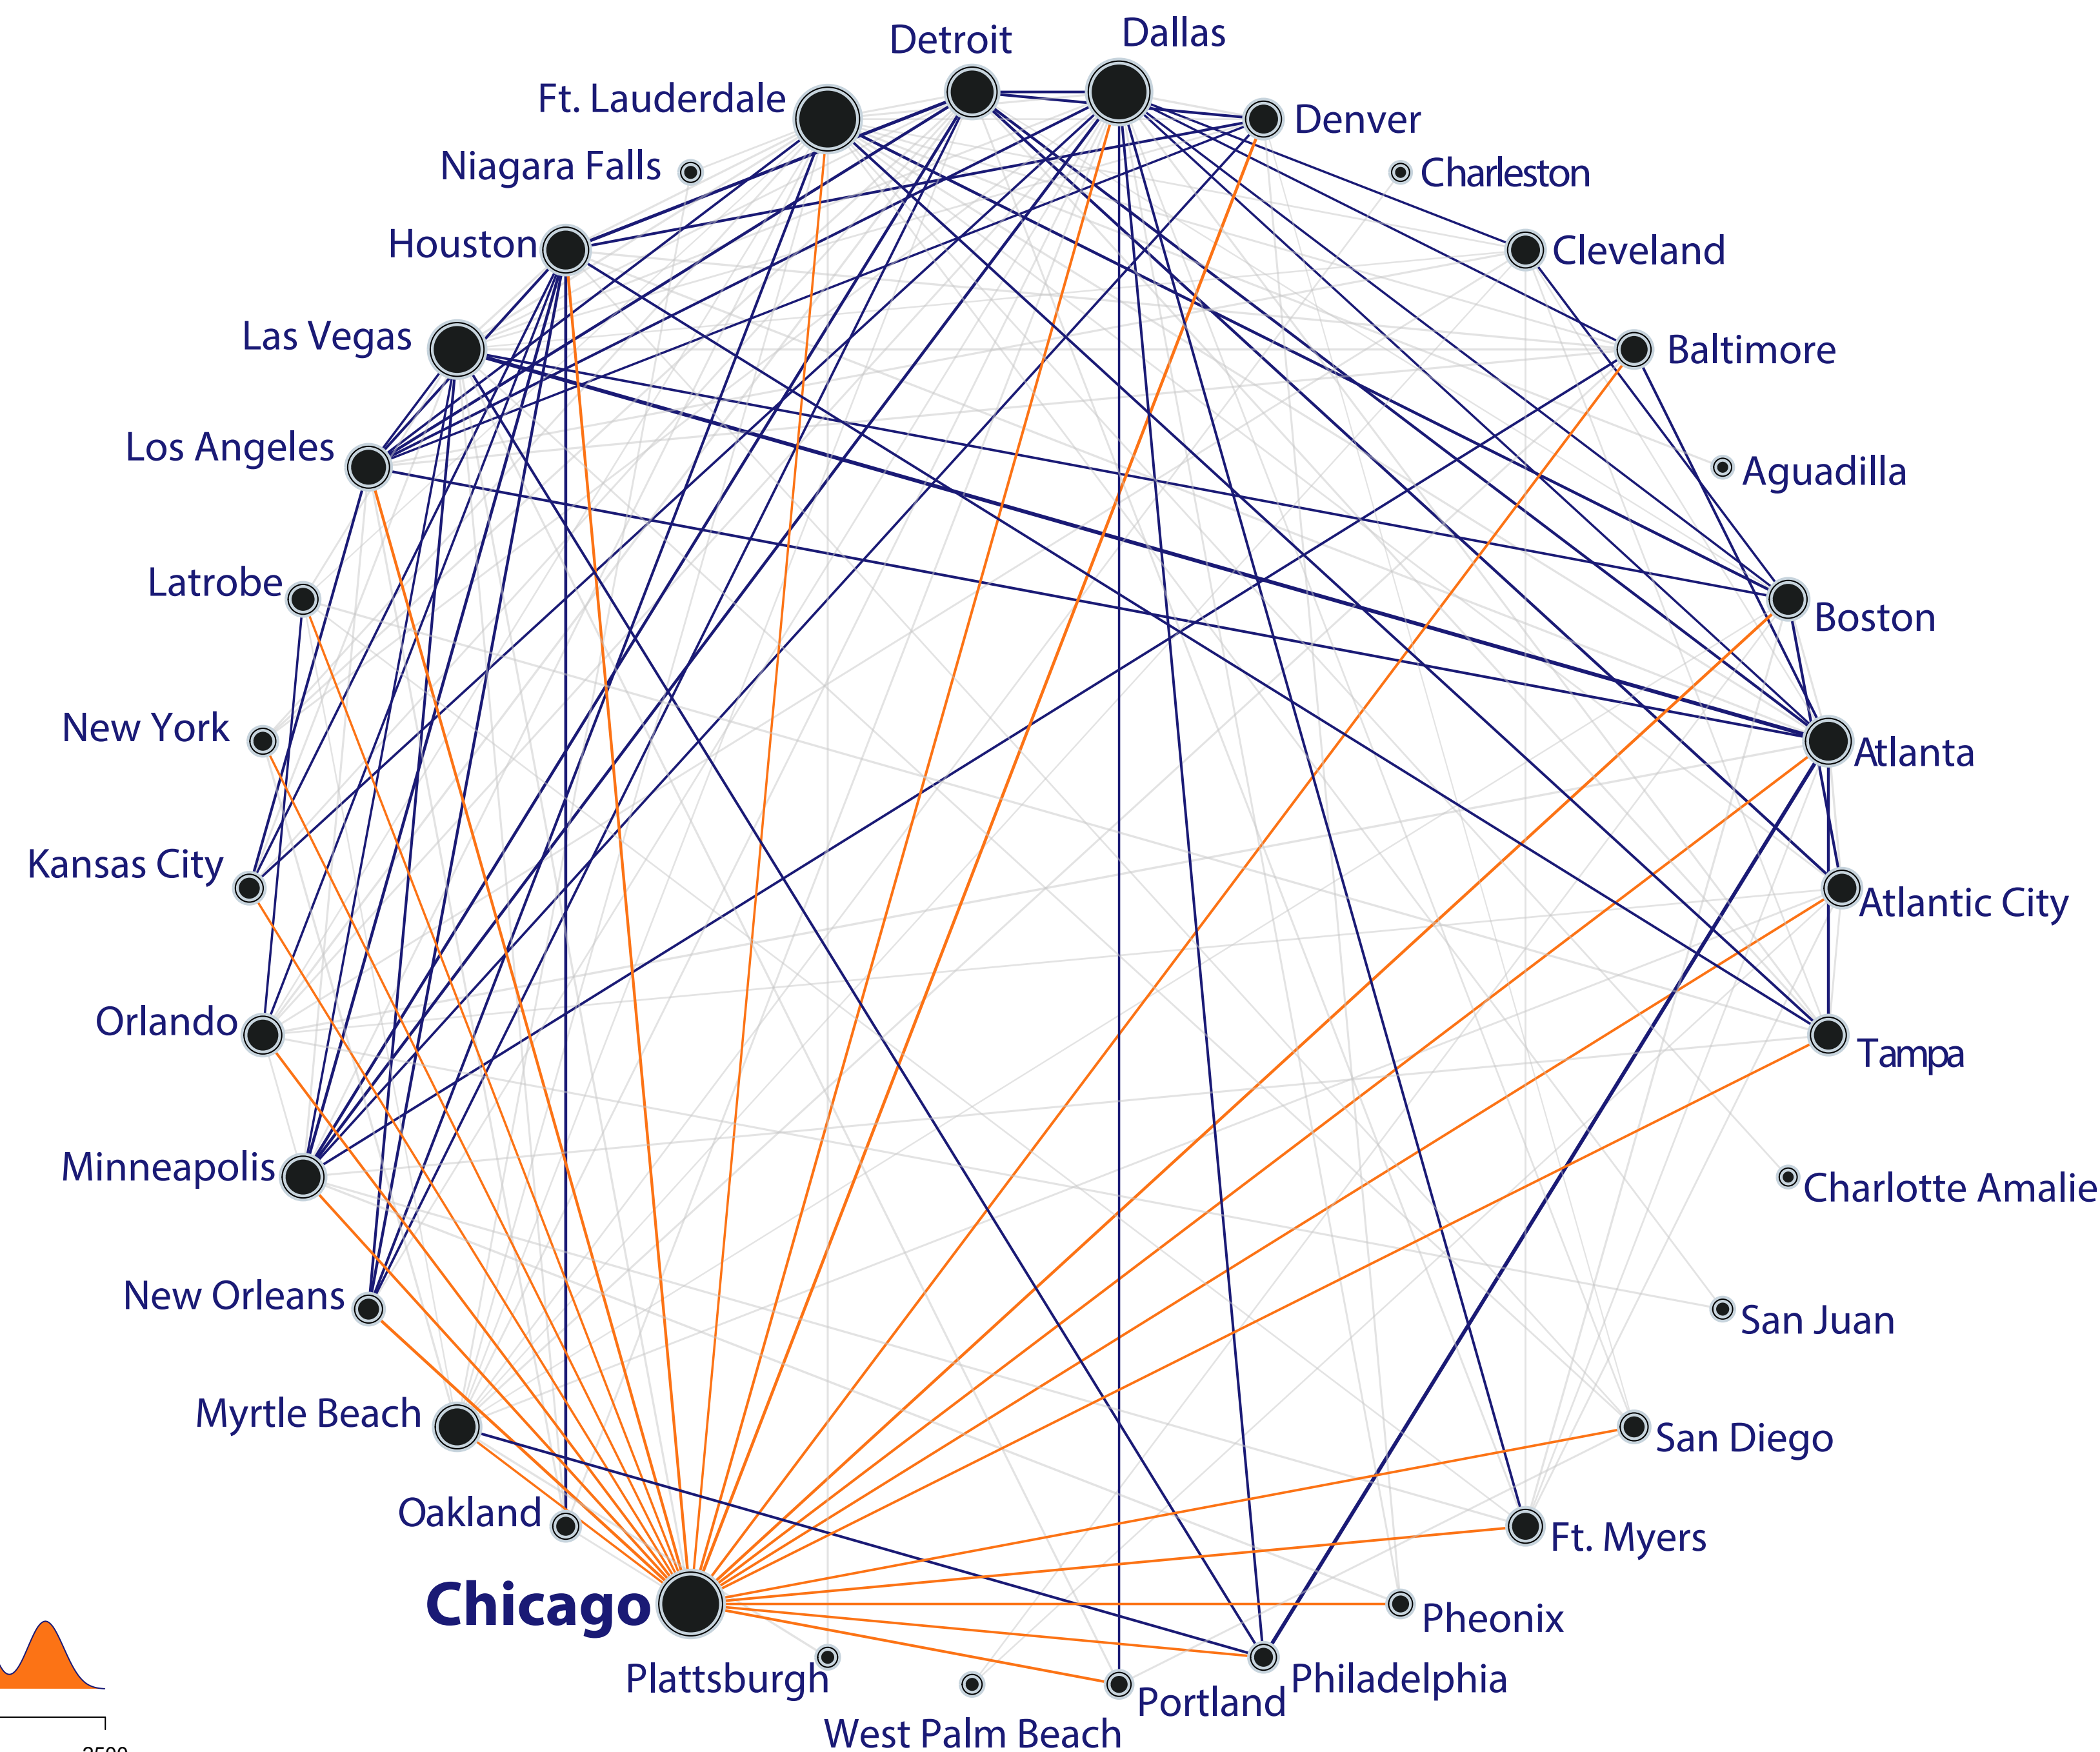 Dallas
Detroit
Ft. Lauderdale
Denver
Niagara Falls
Charleston
Houston
Cleveland
Las Vegas
Baltimore
Los Angeles
Aguadilla
Latrobe
Boston
New York
Atlanta
Kansas City
Atlantic City
Orlando
Tampa
Minneapolis
Charlotte Amalie
New Orleans
San Juan
Myrtle Beach
San Diego
Oakland
Ft. Myers
Chicago
Pheonix
Plattsburgh
Philadelphia
Portland
West Palm Beach